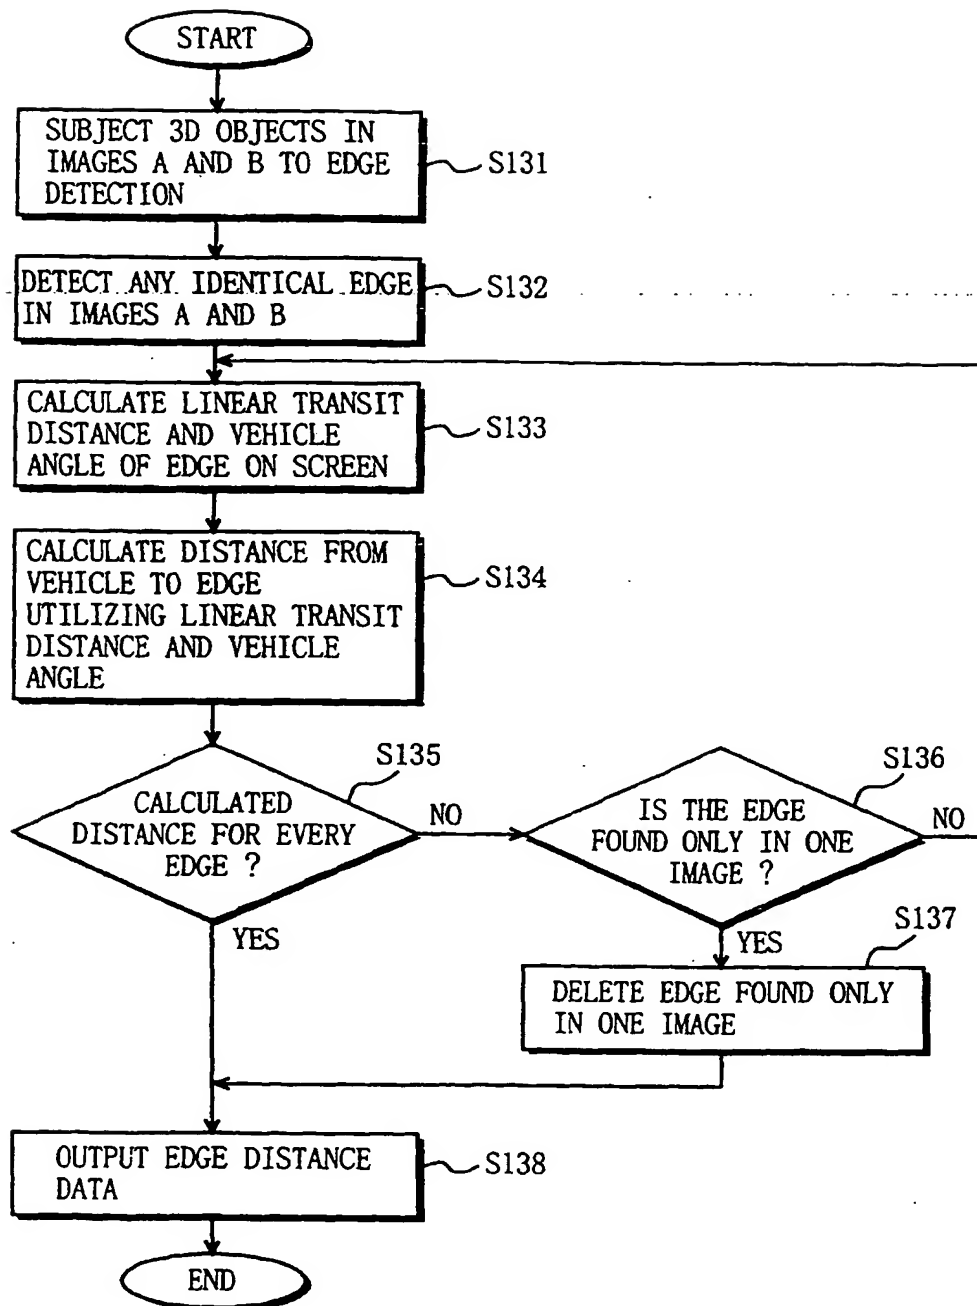 START
SUBJECT 3D OBJECTS IN
IMAGES A AND B TO EDGE
DETECTION
S131
DETECT ANY IDENTICAL EDGE
IN IMAGES A AND B
S132
CALCULATE LINEAR TRANSIT
DISTANCE AND VEHICLE
ANGLE OF EDGE ON SCREEN
S133
CALCULATE DISTANCE FROM
VEHICLE TO EDGE
UTILIZING LINEAR TRANSIT
DISTANCE AND VEHICLE
ANGLE
S134
S135
CALCULATED
DISTANCE FOR EVERY
EDGE ?
NO
YES
S136
IS THE EDGE
FOUND ONLY IN ONE
IMAGE ?
NO
YES
S137
DELETE EDGE FOUND ONLY
IN ONE IMAGE
OUTPUT EDGE DISTANCE
DATA
S138
END